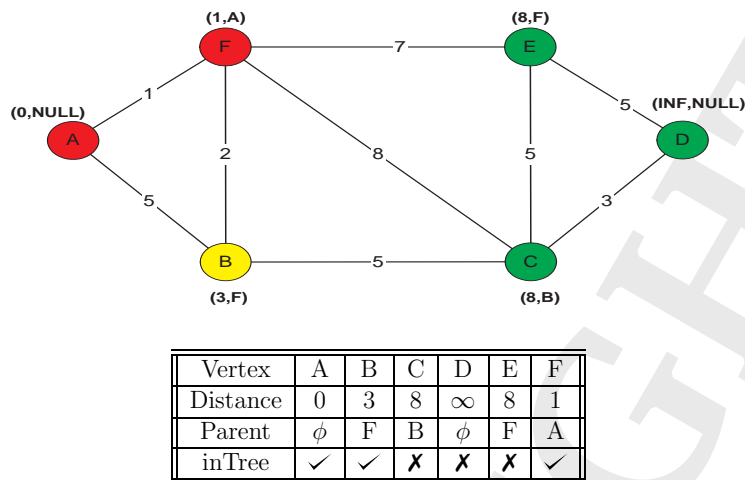 (1,A)
(8,F)
F
7
E
1
5
(0,NULL)
(INF,NULL)
A
2
8
5
D
5
3
B
5
C
(3,F)
(8,B)
Vertex A B C D E F
Distance 0 3 8 ∞ 8 1
Parent ϕ F B ϕ F A
inTree ✓ ✓ ✗ ✗ ✗ ✓